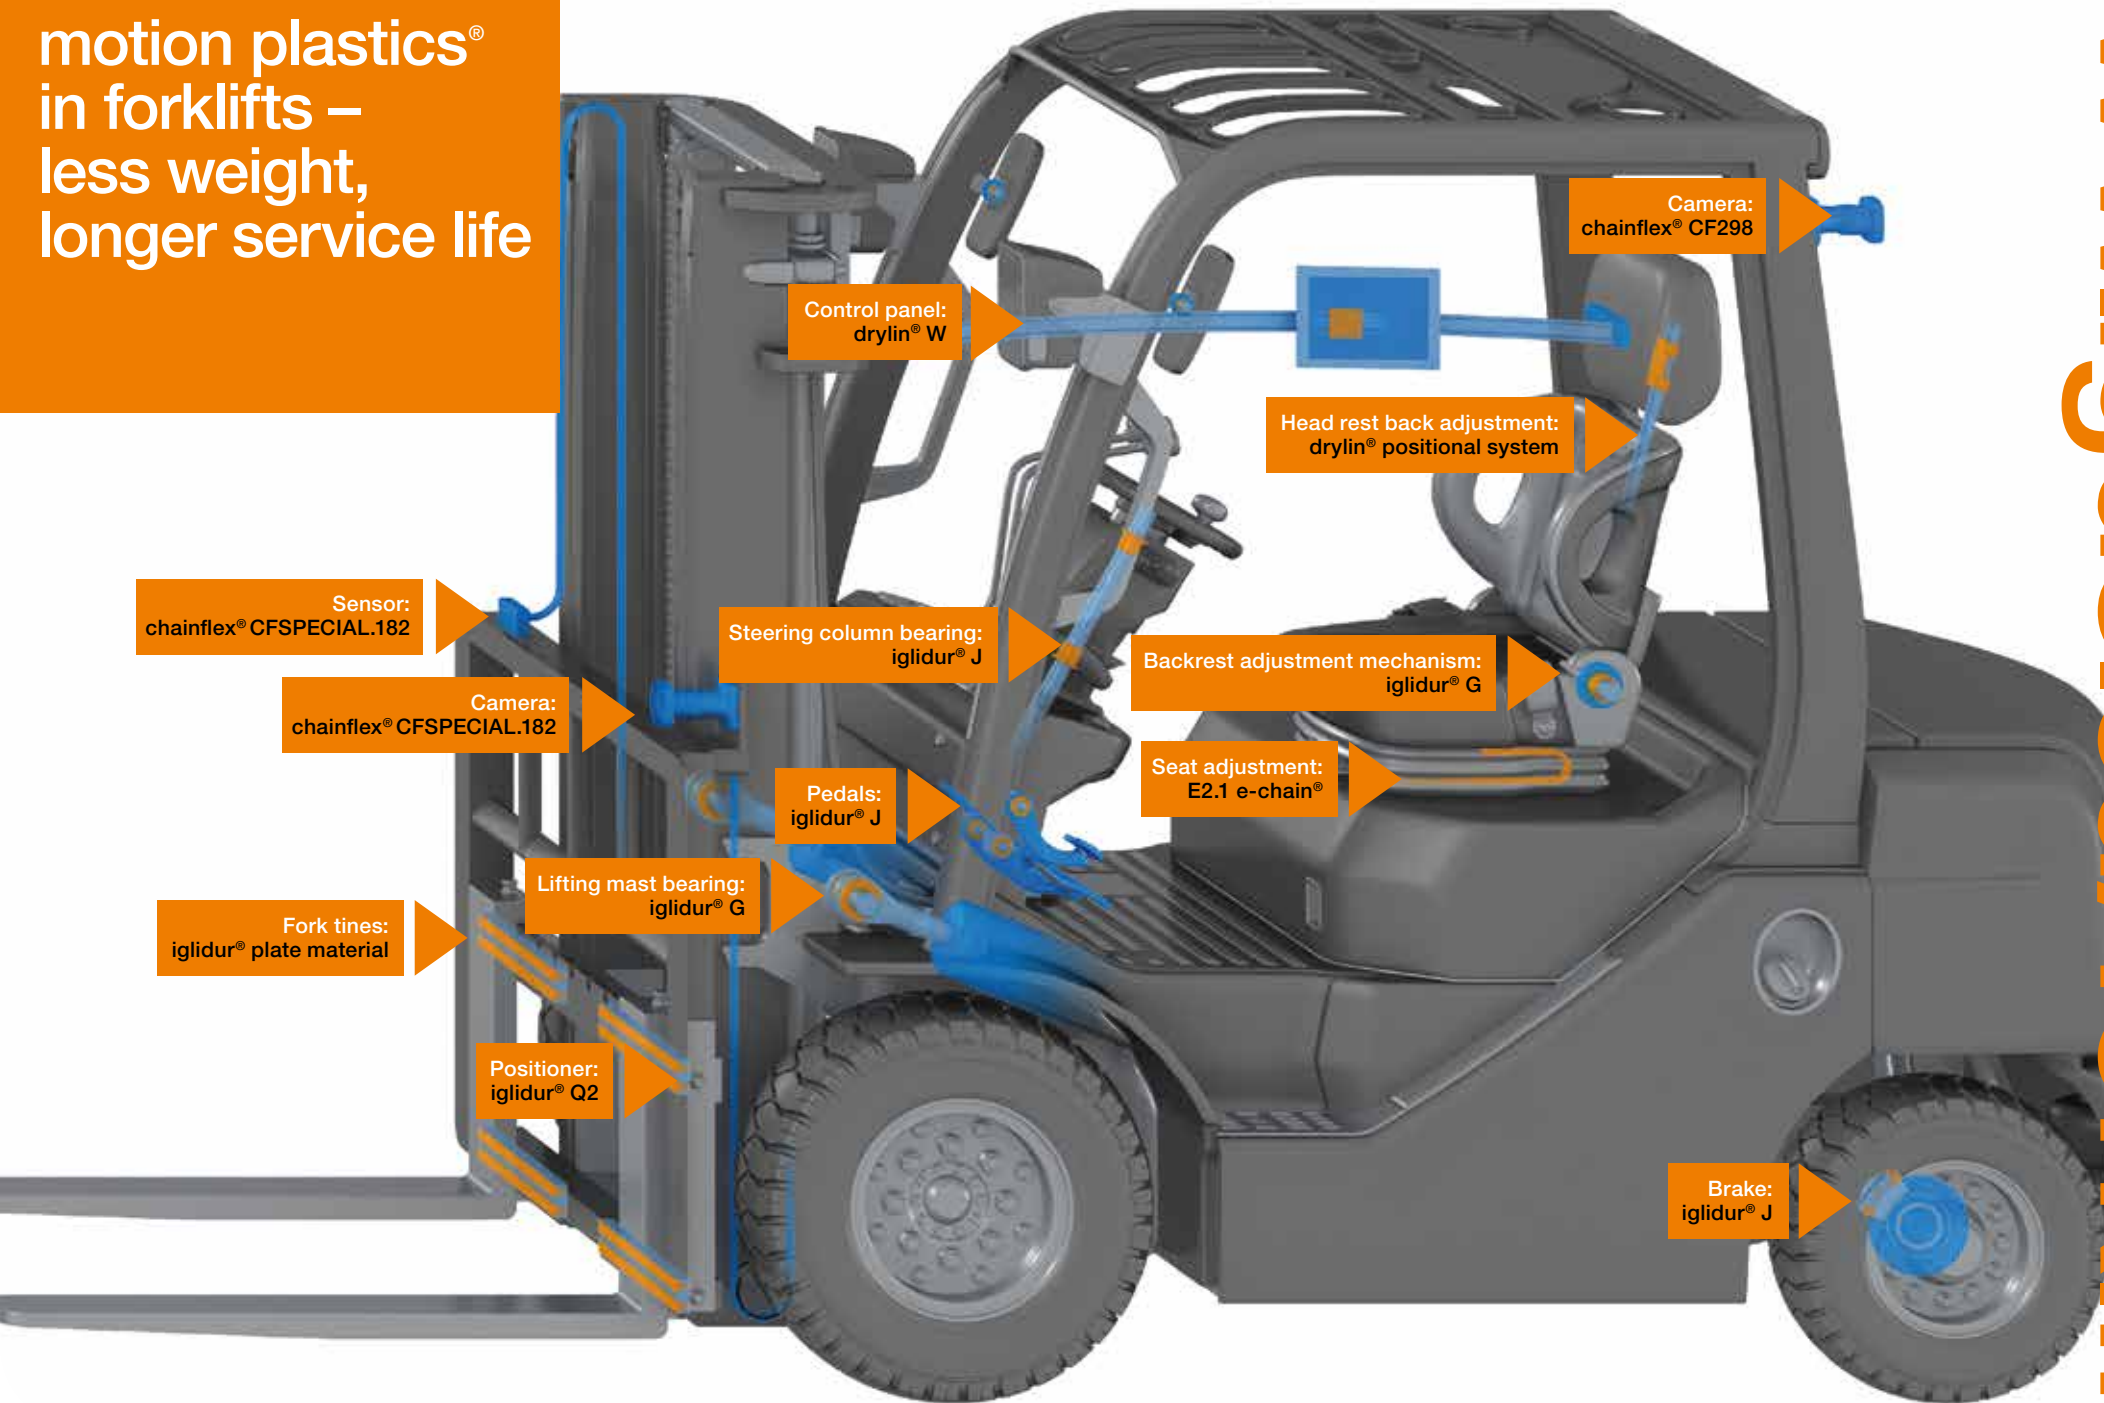 motion plastics®
in forklifts –
less weight,
longer service life
Camera:
chainflex® CF298
Control panel:
drylin® W
Head rest back adjustment:
drylin® positional system
Sensor:
chainflex® CFSPECIAL.182
Steering column bearing:
iglidur® J
Backrest adjustment mechanism:
iglidur® G
Camera:
chainflex® CFSPECIAL.182
Seat adjustment:
E2.1 e-chain®
Pedals:
iglidur® J
Lifting mast bearing:
iglidur® G
Fork tines:
iglidur® plate material
Positioner:
iglidur® Q2
Brake:
iglidur® J